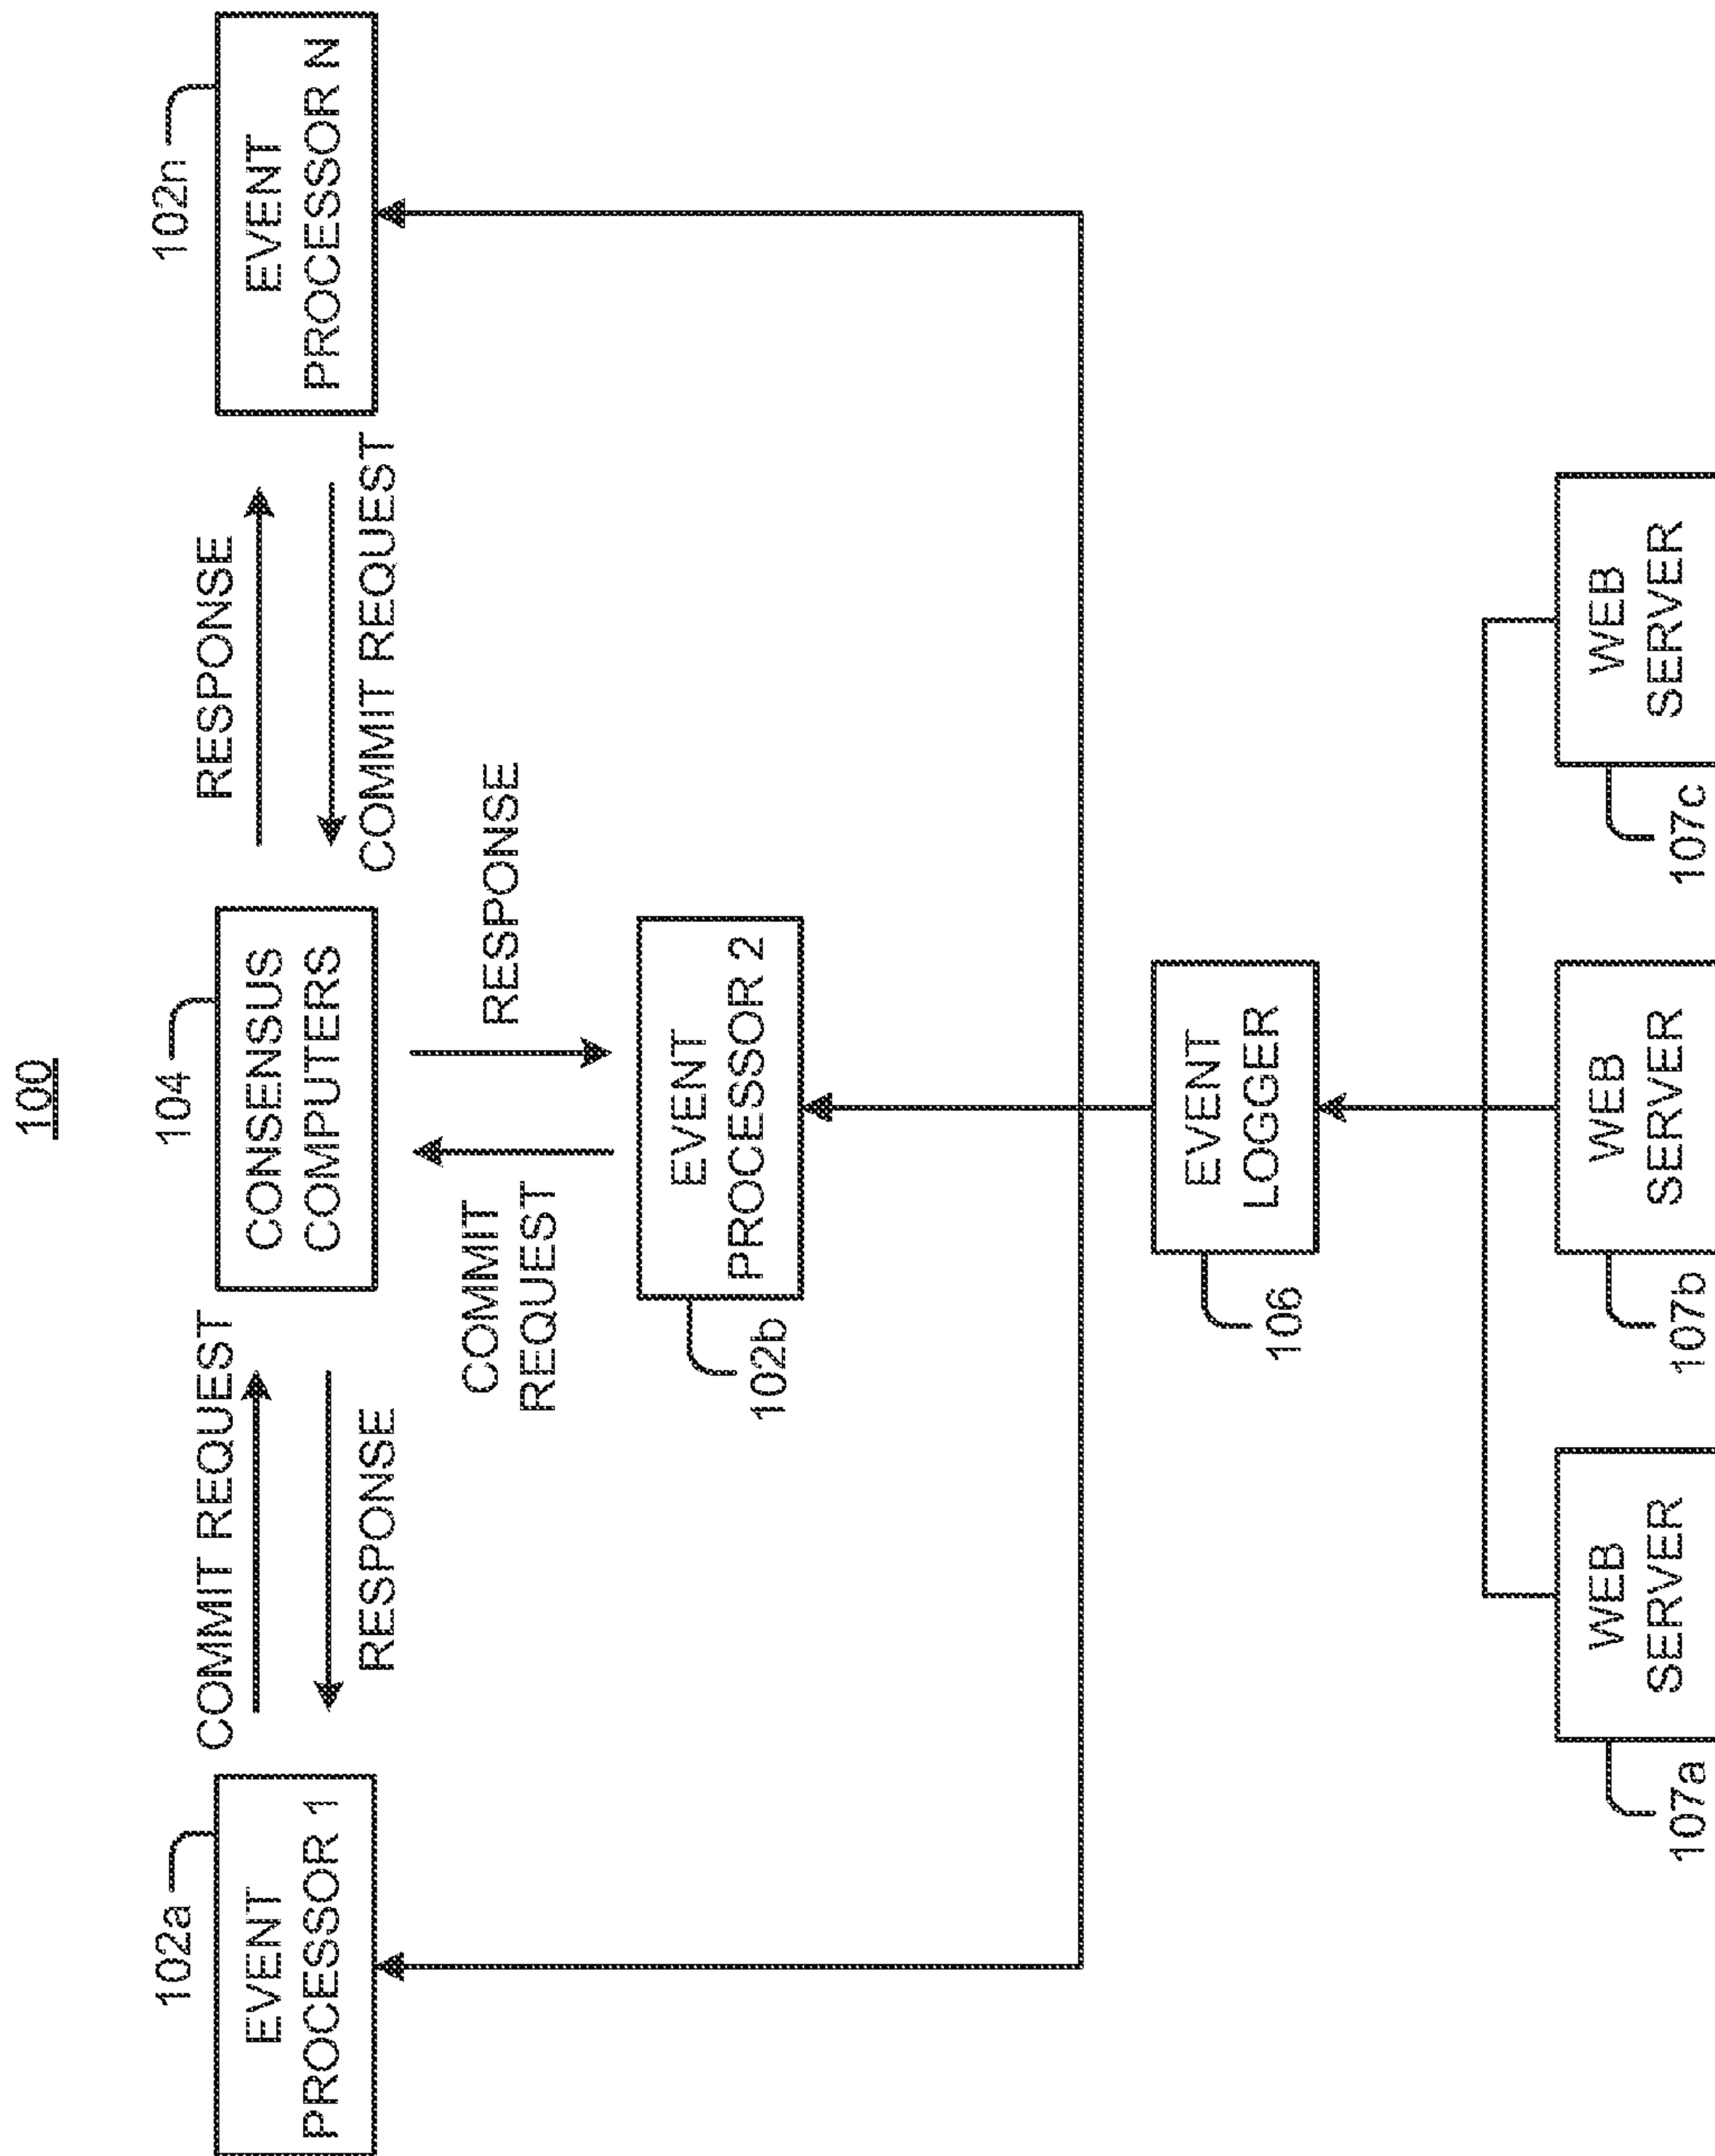 100
102a
104
102n
EVENT
PROCESSOR 1
COMMIT REQUEST
RESPONSE
CONSENSUS
COMPUTERS
RESPONSE
COMMIT REQUEST
EVENT
PROCESSOR N
COMMIT
REQUEST
RESPONSE
EVENT
PROCESSOR 2
102b
EVENT
LOGGER
106
WEB
SERVER
107a
WEB
SERVER
107b
WEB
SERVER
107c